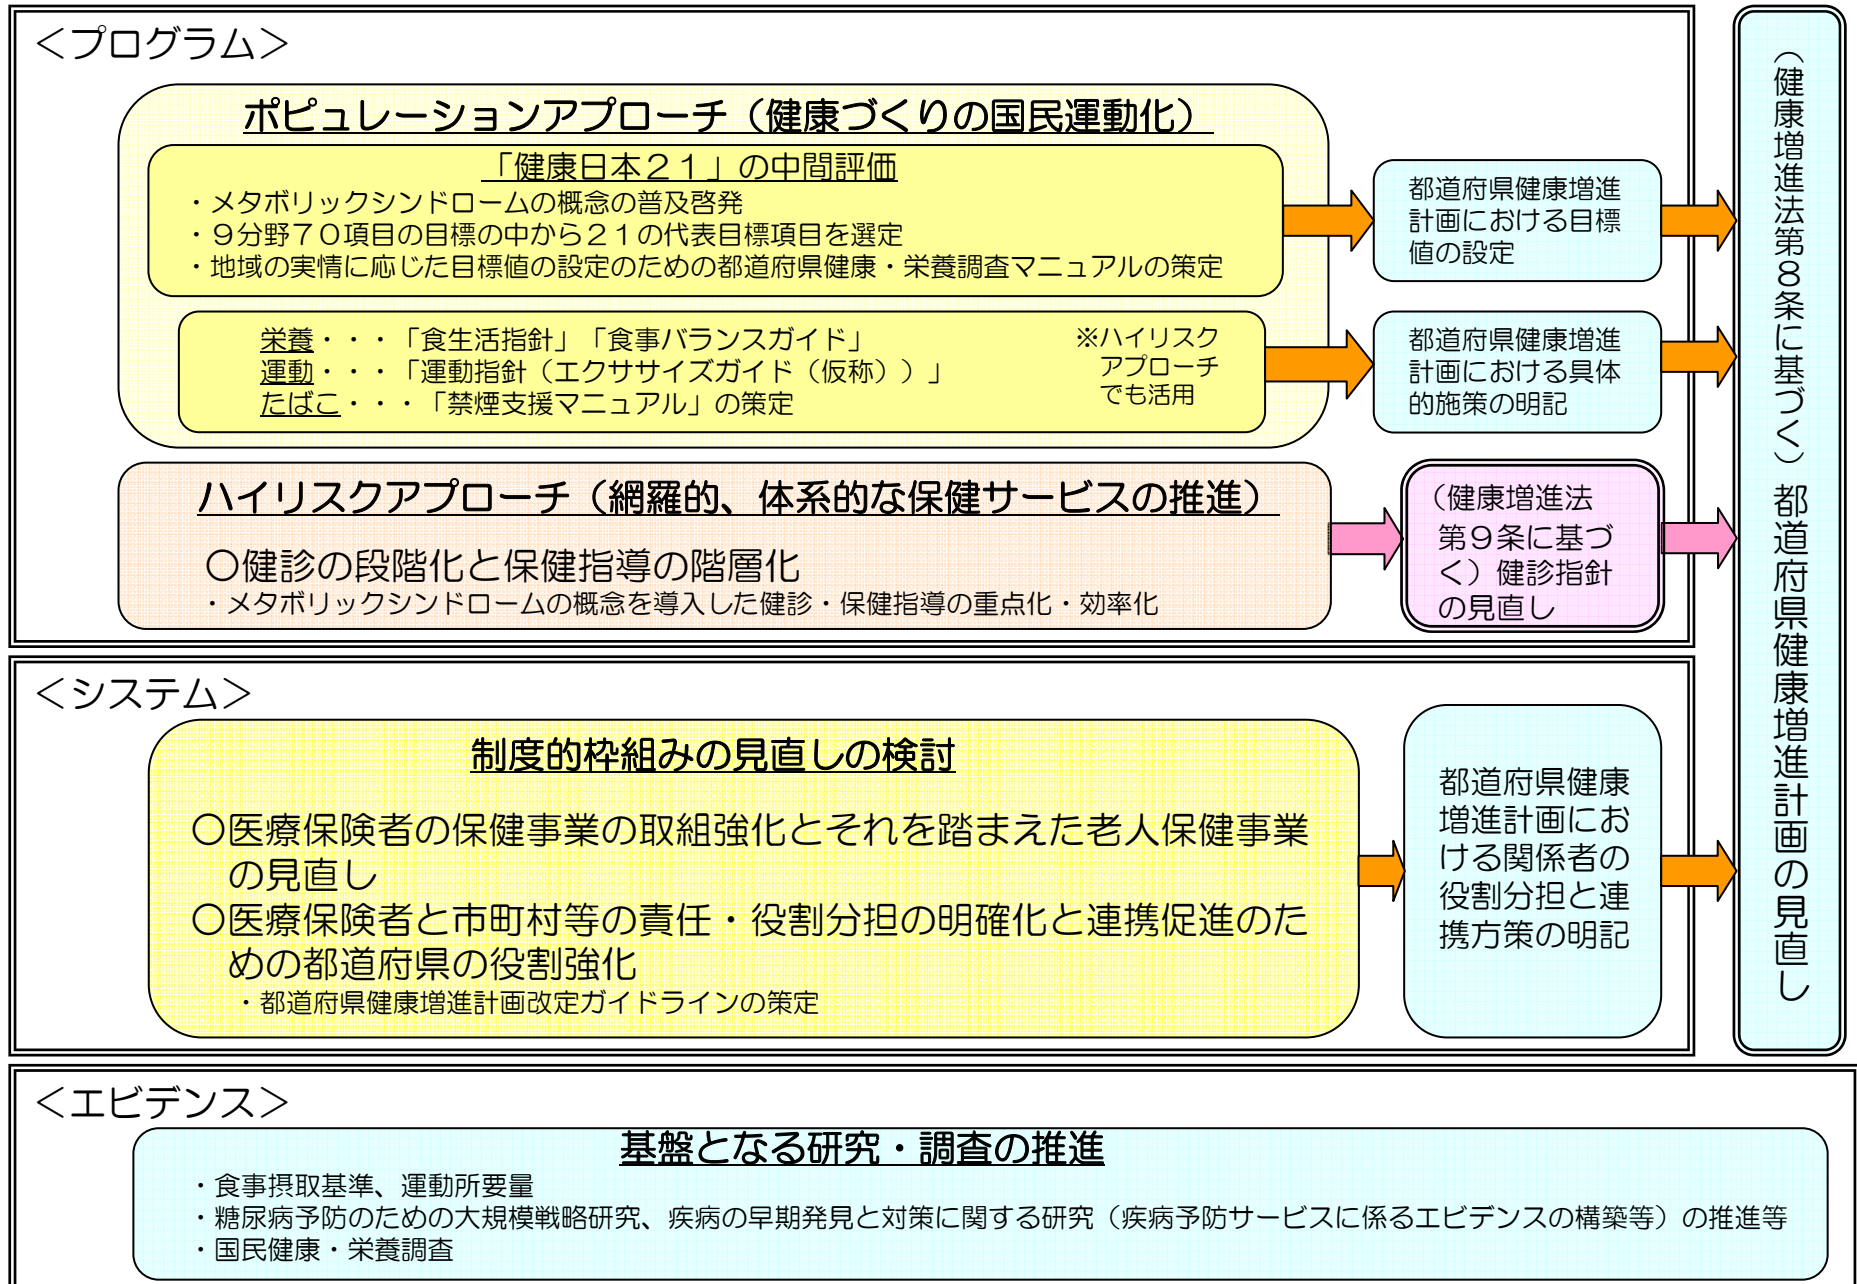 ＜プログラム＞
ポピュレーションアプローチ（健康づくりの国民運動化）
「健康日本２１」の中間評価
・メタボリックシンドロームの概念の普及啓発
・９分野７０項目の目標の中から２１の代表目標項目を選定
・地域の実情に応じた目標値の設定のための都道府県健康・栄養調査マニュアルの策定
都道府県健康増進
計画における目標
値の設定
栄養・・・「食生活指針」「食事バランスガイド」
運動・・・「運動指針（エクササイズガイド（仮称））」
たばこ・・・「禁煙支援マニュアル」の策定
※ハイリスク
アプローチ
でも活用
都道府県健康増進
計画における具体
的施策の明記
ハイリスクアプローチ（網羅的、体系的な保健サービスの推進）
〇健診の段階化と保健指導の階層化
・メタボリックシンドロームの概念を導入した健診・保健指導の重点化・効率化
（健康増進法
第９条に基づ
く）健診指針
の見直し
＜システム＞
制度的枠組みの見直しの検討
〇医療保険者の保健事業の取組強化とそれを踏まえた老人保健事業
の見直し
〇医療保険者と市町村等の責任・役割分担の明確化と連携促進のた
めの都道府県の役割強化
・都道府県健康増進計画改定ガイドラインの策定
都道府県健康
増進計画にお
ける関係者の
役割分担と連
携方策の明記
（健康増進法第８条に基づく）都道府県健康増進計画の見直し
＜エビデンス＞
基盤となる研究・調査の推進
・食事摂取基準、運動所要量
・糖尿病予防のための大規模戦略研究、疾病の早期発見と対策に関する研究（疾病予防サービスに係るエビデンスの構築等）の推進等
・国民健康・栄養調査